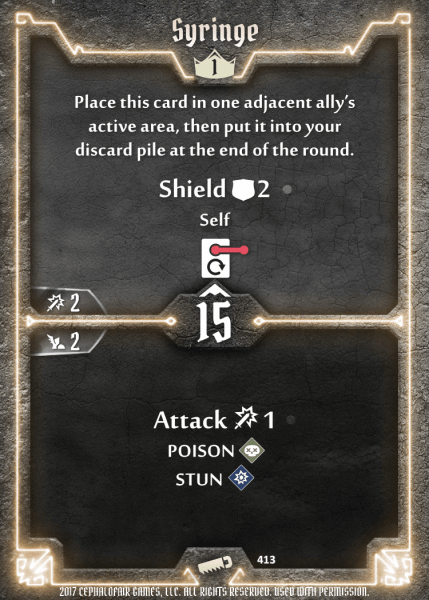 Syringe
1
Place this card in one adjacent ally's
active area, then put it into your
discard pile at the end of the round.
Shield 2
Self
2
15
2
Attack 1
POISON
STUN
413
2017 CEPHALOFAIR GAMES, LLC. ALL RIGHTS RESERVED. USED WITH PERMISSION.